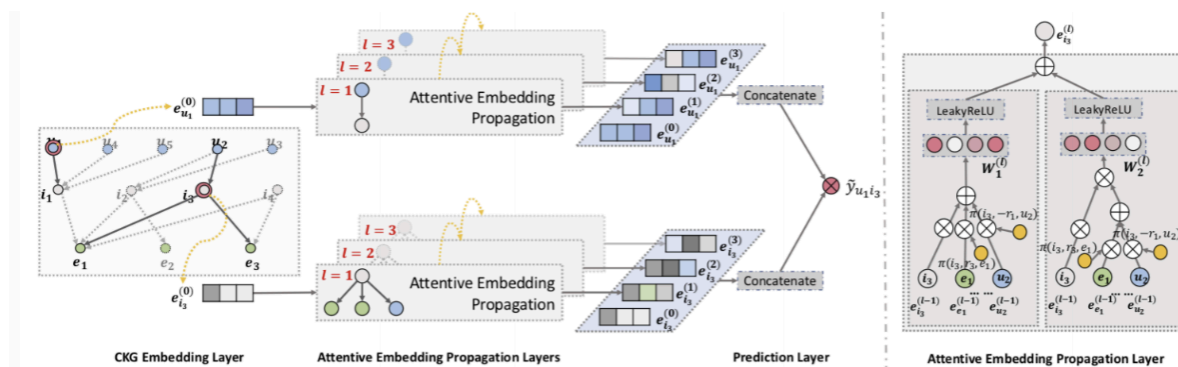 l = 3
l = 2
l = 1
Attentive Embedding
Propagation
e_{u_1}^{(0)}
e_{u_1}^{(3)}
e_{u_1}^{(2)}
e_{u_1}^{(1)}
e_{u_1}^{(0)}
Concatenate
u_4 u_5 u_2 u_3
i_1 i_2 i_3 i_4
e_1 e_2 e_3
e_{i_3}^{(0)}
l = 3
l = 2
l = 1
Attentive Embedding
Propagation
e_{i_3}^{(3)}
e_{i_3}^{(2)}
e_{i_3}^{(1)}
e_{i_3}^{(0)}
Concatenate
ỹ_{u_1i_3}
CKG Embedding Layer
Attentive Embedding Propagation Layers
Prediction Layer
e_{i_3}^{(l)}
LeakyReLU
W_1^{(l)}
π(i_3, −r_1, u_2)
π(i_3, r_3, e_1)
i_3 e_1 u_2
e_{i_3}^{(l-1)} e_{e_1}^{(l-1)} ... ... e_{u_2}^{(l-1)}
LeakyReLU
W_2^{(l)}
π(i_3, −r_1, u_2)
π(i_3, r_3, e_1)
i_3 e_1 u_2
e_{i_3}^{(l-1)} e_{e_1}^{(l-1)} ... ... e_{u_2}^{(l-1)}
Attentive Embedding Propagation Layer